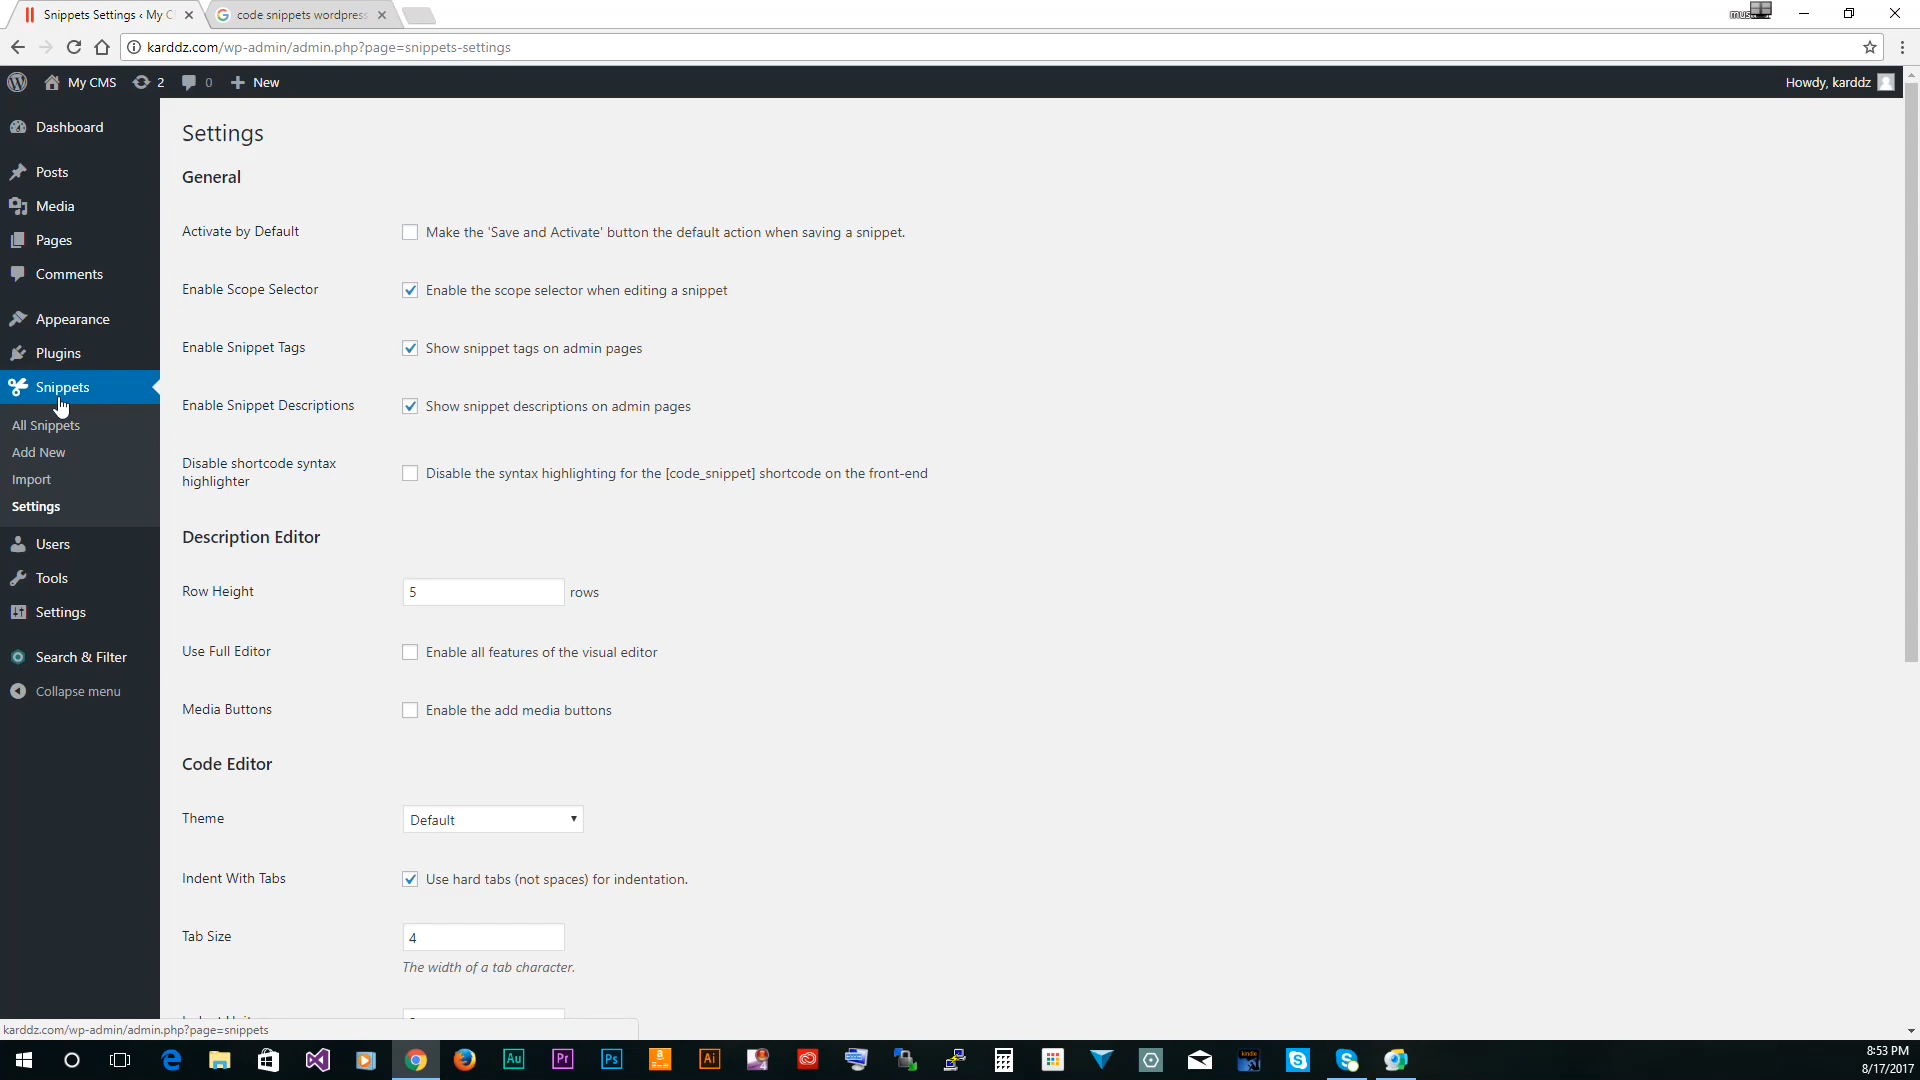 Snippets Settings ‹ My C
code snippets wordpress
karddz.com/wp-admin/admin.php?page=snippets-settings
My CMS
2
0
New
Howdy, karddz
Dashboard
Posts
Media
Pages
Comments
Appearance
Plugins
Snippets
All Snippets
Add New
Import
Settings
Users
Tools
Settings
Search & Filter
Collapse menu
Settings
General
Activate by Default
Make the 'Save and Activate' button the default action when saving a snippet.
Enable Scope Selector
Enable the scope selector when editing a snippet
Enable Snippet Tags
Show snippet tags on admin pages
Enable Snippet Descriptions
Show snippet descriptions on admin pages
Disable shortcode syntax
highlighter
Disable the syntax highlighting for the [code_snippet] shortcode on the front-end
Description Editor
Row Height
5
rows
Use Full Editor
Enable all features of the visual editor
Media Buttons
Enable the add media buttons
Code Editor
Theme
Default
Indent With Tabs
Use hard tabs (not spaces) for indentation.
Tab Size
4
The width of a tab character.
karddz.com/wp-admin/admin.php?page=snippets
Au
Pr
Ps
Ai
kindle
8:53 PM
8/17/2017